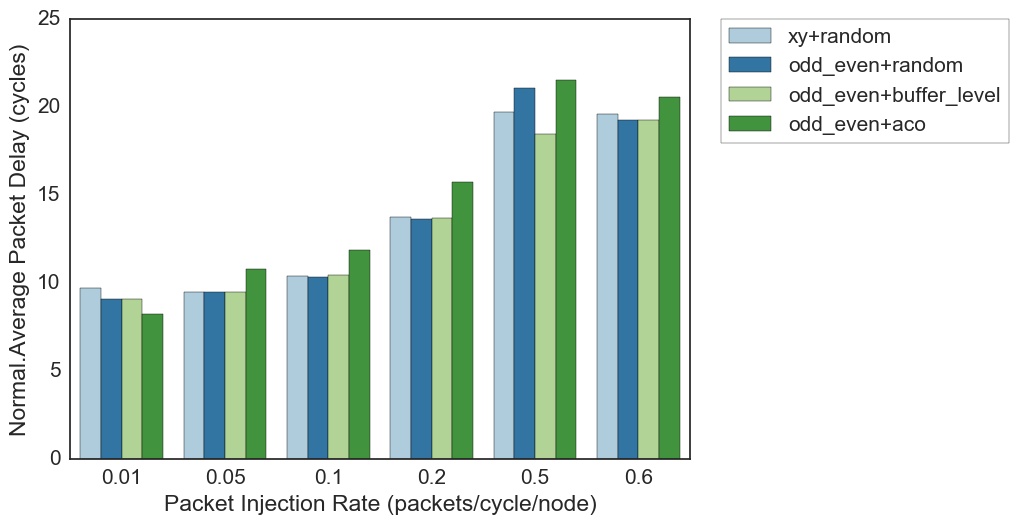 25
20
15
10
5
0
Normal.Average Packet Delay (cycles)
0.01 0.05 0.1 0.2 0.5 0.6
Packet Injection Rate (packets/cycle/node)
xy+random
odd_even+random
odd_even+buffer_level
odd_even+aco